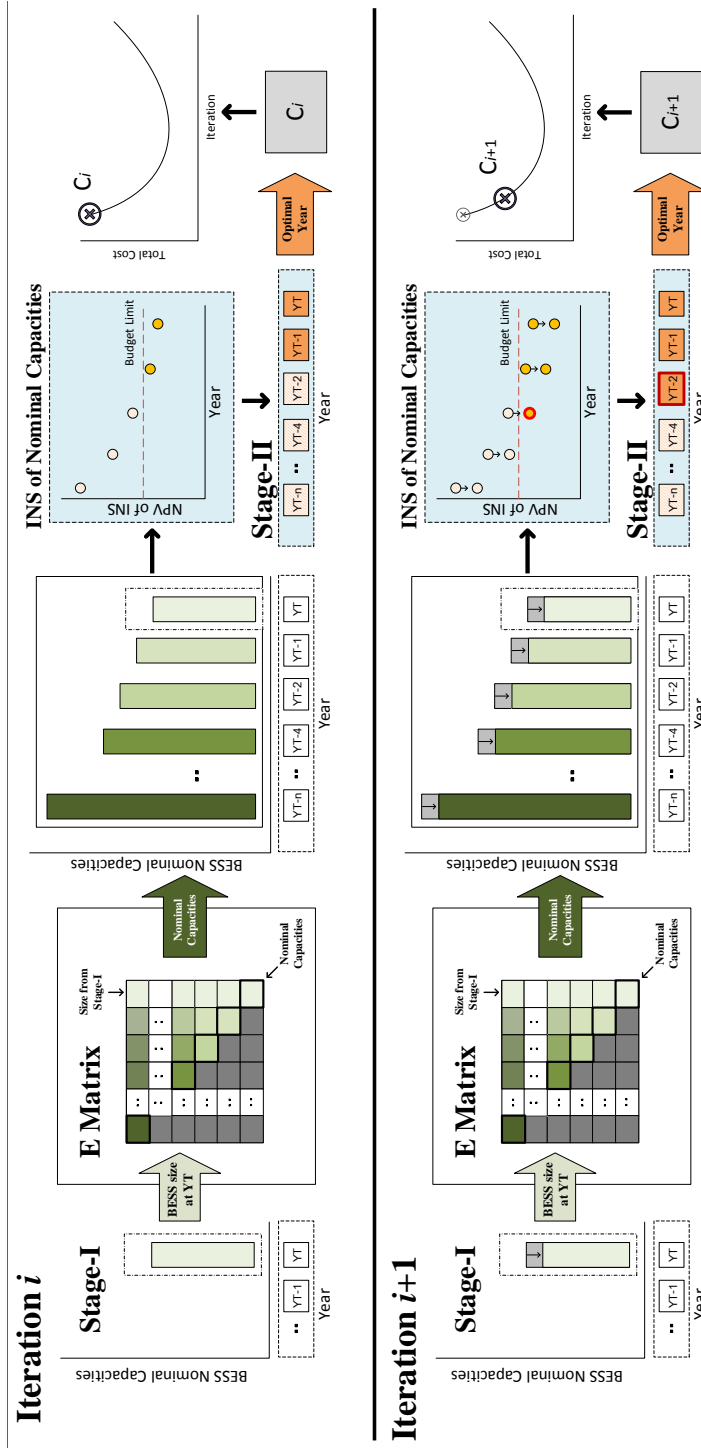 Iteration i
Stage-I
BESS Nominal Capacities
:
YT-1
YT
Year
BESS size
at YT
E Matrix
Size from
Stage-I
: : : : :
:
:
:
:
:
Nominal
Capacities
Nominal
Capacities
BESS Nominal Capacities
:
YT-n
:
YT-4
YT-2
YT-1
YT
Year
INS of Nominal Capacities
NPV of INS
Budget Limit
Year
Stage-II
YT-n
:
YT-4
YT-2
YT-1
YT
Year
Optimal
Year
Ci
Total Cost
Iteration
Ci
Iteration i+1
Stage-I
BESS Nominal Capacities
:
YT-1
YT
Year
BESS size
at YT
E Matrix
Size from
Stage-I
: : : : :
:
:
:
:
:
Nominal
Capacities
Nominal
Capacities
BESS Nominal Capacities
:
YT-n
:
YT-4
YT-2
YT-1
YT
Year
INS of Nominal Capacities
NPV of INS
Budget Limit
Year
Stage-II
YT-n
:
YT-4
YT-2
YT-1
YT
Year
Optimal
Year
Ci+1
Total Cost
Iteration
Ci+1